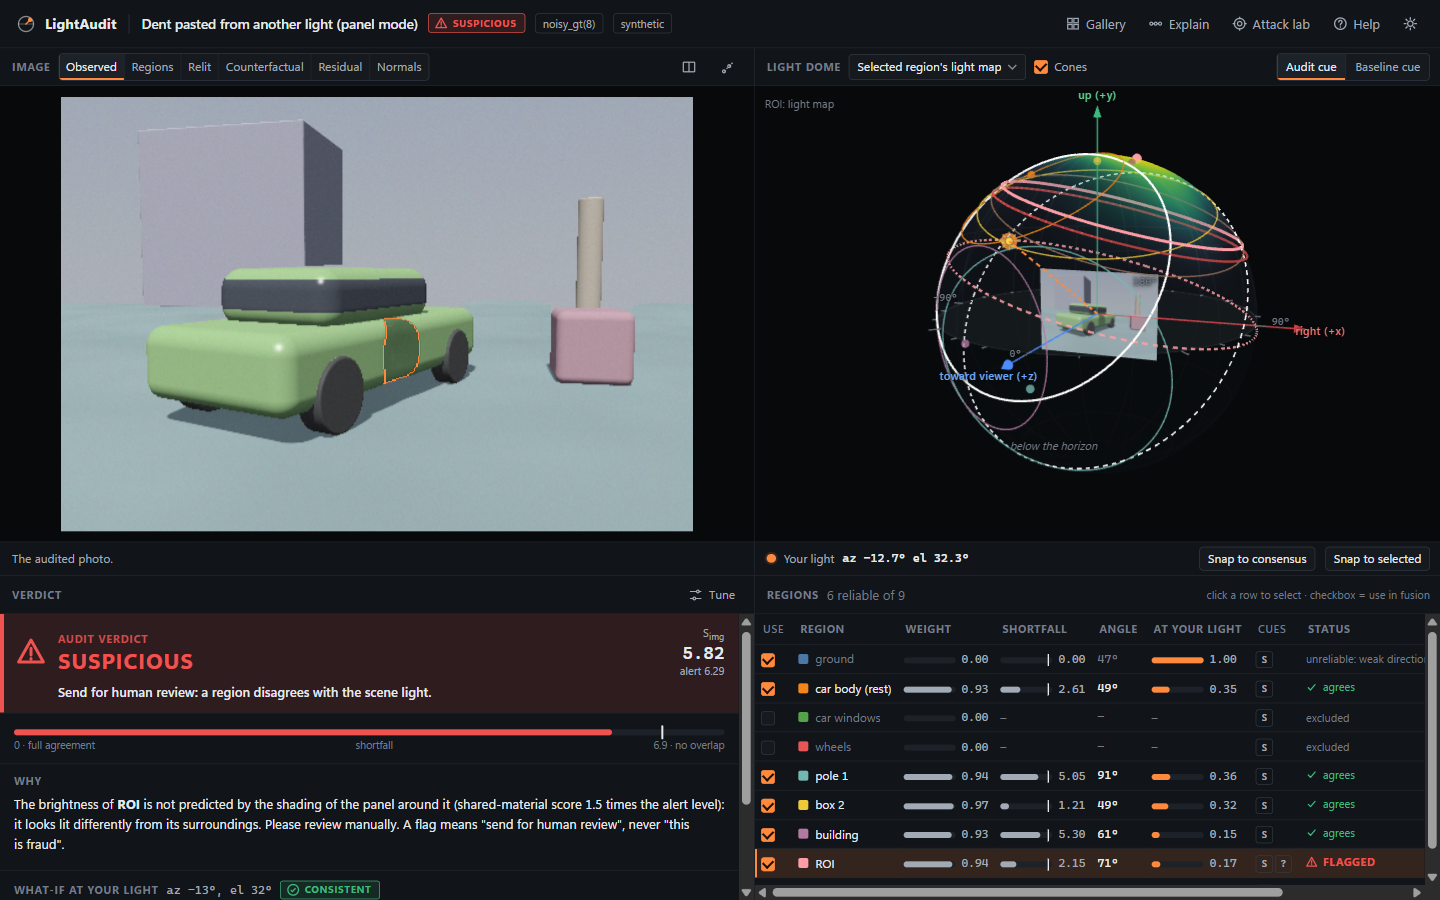 LightAudit
Dent pasted from another light (panel mode)
SUSPICIOUS
noisy_gt(8)
synthetic
Gallery
Explain
Attack lab
Help
IMAGE
Observed
Regions
Relit
Counterfactual
Residual
Normals
LIGHT DOME
Selected region's light map
Cones
Audit cue
Baseline cue
ROI: light map
up (+y)
-90°
0°
90°
right (+x)
toward viewer (+z)
below the horizon
The audited photo.
Your light az −12.7° el 32.3°
Snap to consensus
Snap to selected
VERDICT
Tune
AUDIT VERDICT
SUSPICIOUS
Send for human review: a region disagrees with the scene light.
Simg
5.82
alert 6.29
0 · full agreement
shortfall
6.9 · no overlap
WHY
The brightness of ROI is not predicted by the shading of the panel around it (shared-material score 1.5 times the alert level):
it looks lit differently from its surroundings. Please review manually. A flag means "send for human review", never "this
is fraud".
WHAT-IF AT YOUR LIGHT az −13°, el 32° CONSISTENT
REGIONS 6 reliable of 9
click a row to select · checkbox = use in fusion
USE REGION WEIGHT SHORTFALL ANGLE AT YOUR LIGHT CUES STATUS
ground 0.00 0.00 47° 1.00 S unreliable: weak direction
car body (rest) 0.93 2.61 49° 0.35 S agrees
car windows 0.00 – – – S excluded
wheels 0.00 – – – S excluded
pole 1 0.94 5.05 91° 0.36 S agrees
box 2 0.97 1.21 49° 0.32 S agrees
building 0.93 5.30 61° 0.15 S agrees
ROI 0.94 2.15 71° 0.17 S ? FLAGGED